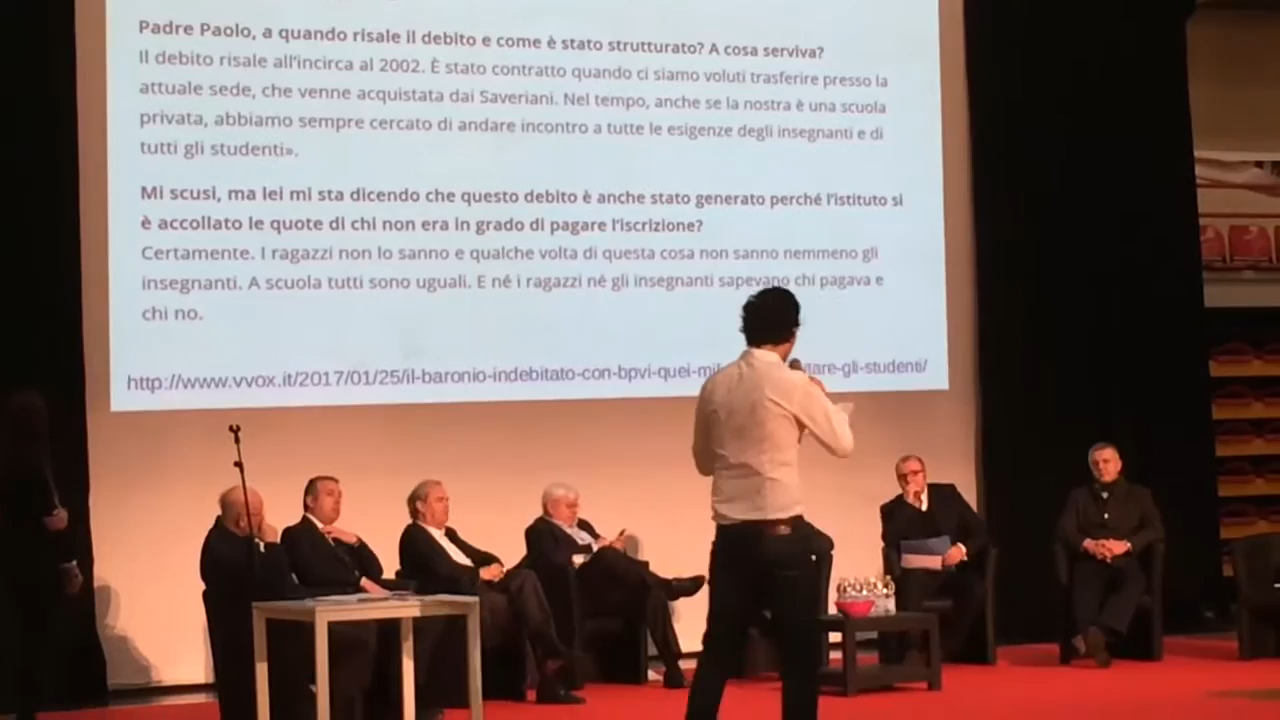 Padre Paolo, a quando risale il debito e come è stato strutturato? A cosa serviva?
Il debito risale all'incirca al 2002. È stato contratto quando ci siamo voluti trasferire presso la
attuale sede, che venne acquistata dai Saveriani. Nel tempo, anche se la nostra è una scuola
privata, abbiamo sempre cercato di andare incontro a tutte le esigenze degli insegnanti e di
tutti gli studenti».
Mi scusi, ma lei mi sta dicendo che questo debito è anche stato generato perché l'istituto si
è accollato le quote di chi non era in grado di pagare l'iscrizione?
Certamente. I ragazzi non lo sanno e qualche volta di questa cosa non sanno nemmeno gli
insegnanti. A scuola tutti sono uguali. E né i ragazzi né gli insegnanti sapevano chi pagava e
chi no.
http://www.vvox.it/2017/01/25/il-baronio-indebitato-con-bpvi-quei-mi tare-gli-studenti/